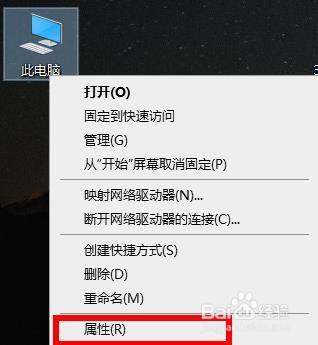 此电脑
打开(O)
固定到快速访问
管理(G)
从"开始"屏幕取消固定(P)
映射网络驱动器(N)...
断开网络驱动器的连接(C)...
创建快捷方式(S)
删除(D)
重命名(M)
属性(R)
Baidu经验